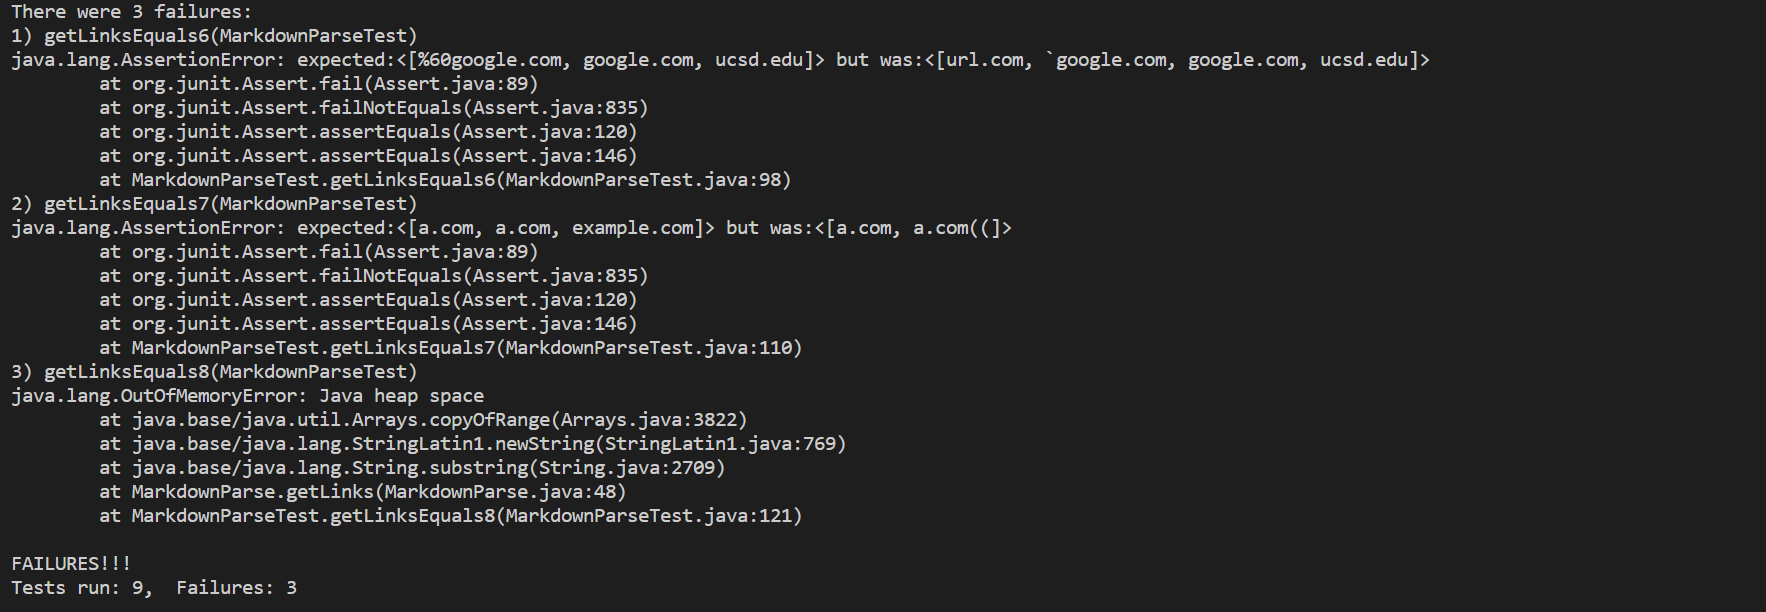 There were 3 failures:
1) getLinksEquals6(MarkdownParseTest)
java.lang.AssertionError: expected:<[%60google.com, google.com, ucsd.edu]> but was:<[url.com, `google.com, google.com, ucsd.edu]>
        at org.junit.Assert.fail(Assert.java:89)
        at org.junit.Assert.failNotEquals(Assert.java:835)
        at org.junit.Assert.assertEquals(Assert.java:120)
        at org.junit.Assert.assertEquals(Assert.java:146)
        at MarkdownParseTest.getLinksEquals6(MarkdownParseTest.java:98)
2) getLinksEquals7(MarkdownParseTest)
java.lang.AssertionError: expected:<[a.com, a.com, example.com]> but was:<[a.com, a.com((]>
        at org.junit.Assert.fail(Assert.java:89)
        at org.junit.Assert.failNotEquals(Assert.java:835)
        at org.junit.Assert.assertEquals(Assert.java:120)
        at org.junit.Assert.assertEquals(Assert.java:146)
        at MarkdownParseTest.getLinksEquals7(MarkdownParseTest.java:110)
3) getLinksEquals8(MarkdownParseTest)
java.lang.OutOfMemoryError: Java heap space
        at java.base/java.util.Arrays.copyOfRange(Arrays.java:3822)
        at java.base/java.lang.StringLatin1.newString(StringLatin1.java:769)
        at java.base/java.lang.String.substring(String.java:2709)
        at MarkdownParse.getLinks(MarkdownParse.java:48)
        at MarkdownParseTest.getLinksEquals8(MarkdownParseTest.java:121)

FAILURES!!!
Tests run: 9,  Failures: 3